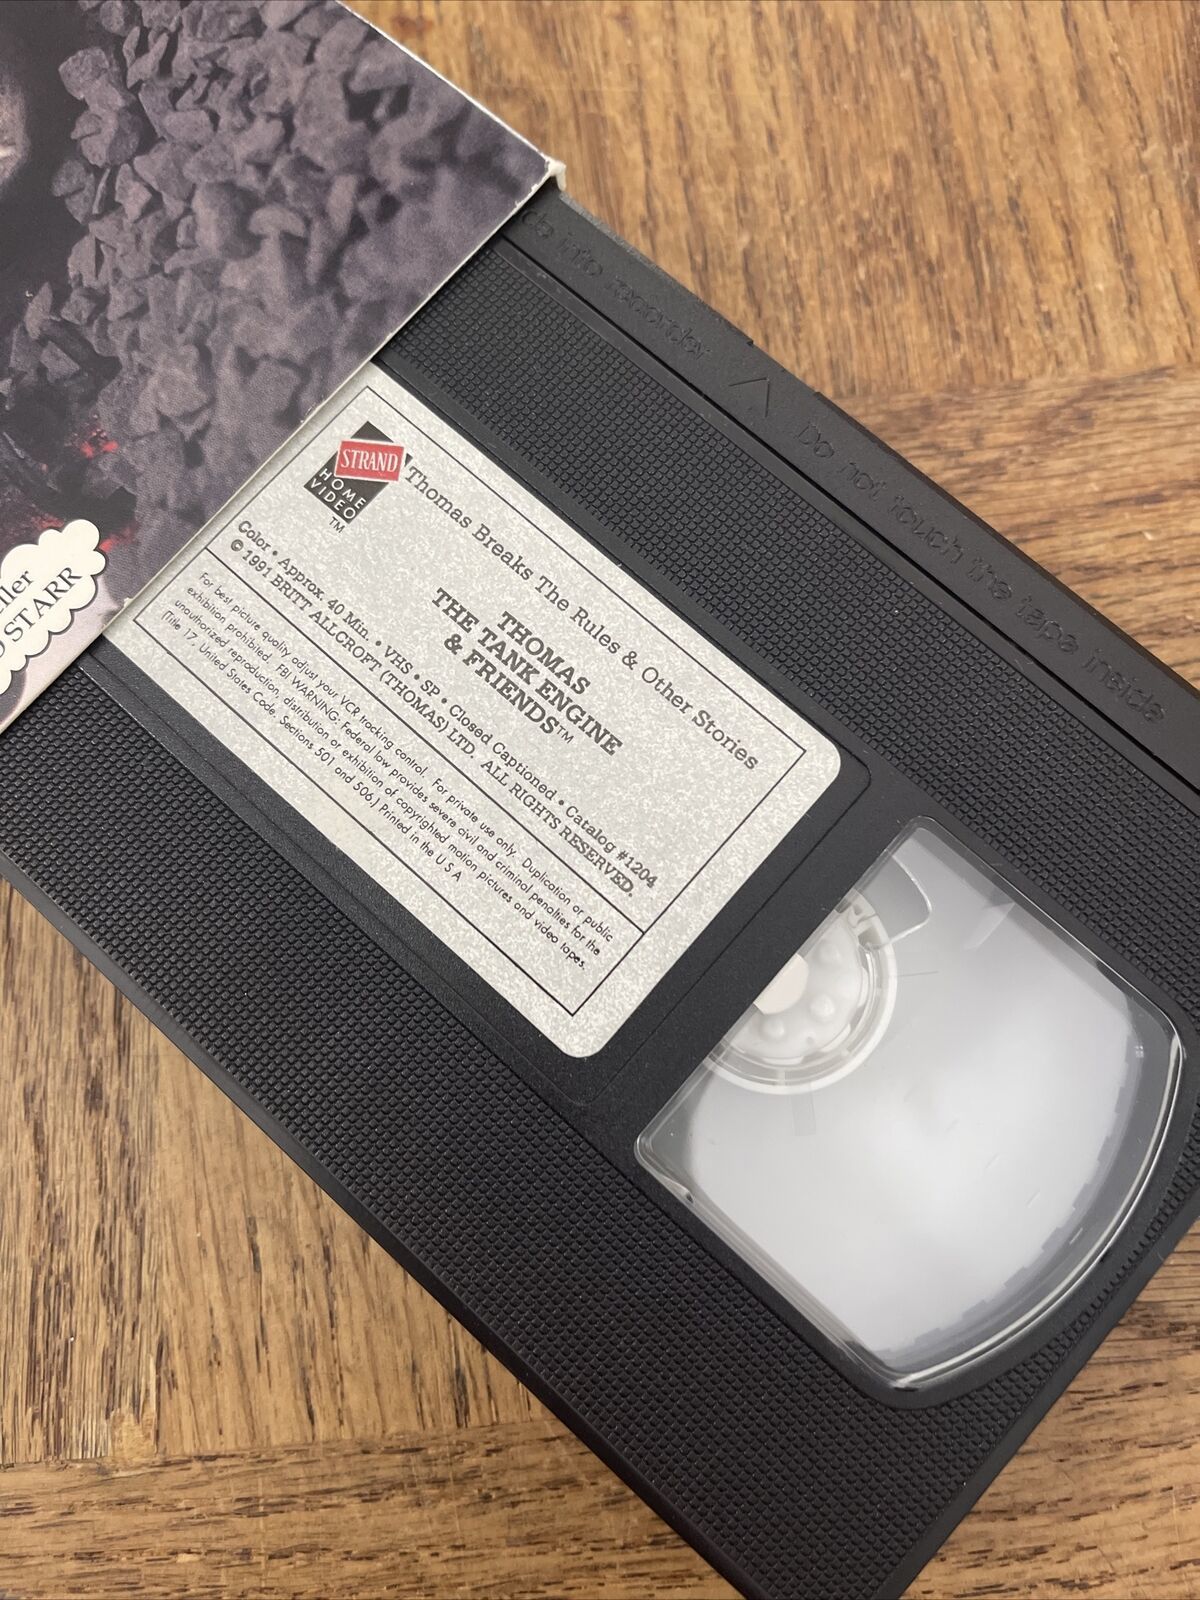 de into recorder
Do not touch the tape inside
STRAND
HOME
VIDEO
TM
Thomas Breaks The Rules & Other Stories
THOMAS
THE TANK ENGINE
& FRIENDS™
Color • Approx. 40 Min. • VHS • SP • Closed Captioned • Catalog #1204
© 1991 BRITT ALLCROFT (THOMAS) LTD. ALL RIGHTS RESERVED.
For best picture quality adjust your VCR tracking control. For private use only. Duplication or public
exhibition prohibited. FBI WARNING: Federal law provides severe civil and criminal penalties for the
unauthorized reproduction, distribution or exhibition of copyrighted motion pictures and video tapes.
(Title 17, United States Code, Sections 501 and 506.) Printed in the U S A
ller
STARR